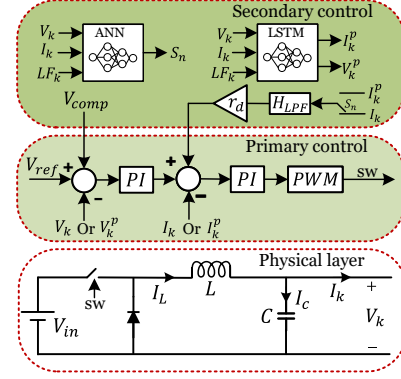 Secondary control
V_k
I_k
LF_k
ANN
S_n
V_k
I_k
LF_k
LSTM
I_k^p
V_k^p
V_comp
r_d
H_LPF
I_k^p
S_n
I_k
Primary control
V_ref
+
+
−
PI
+
+
−
PI
PWM
sw
V_k Or V_k^p
I_k Or I_k^p
Physical layer
V_in
sw
I_L
L
I_c
C
I_k
+
V_k
−